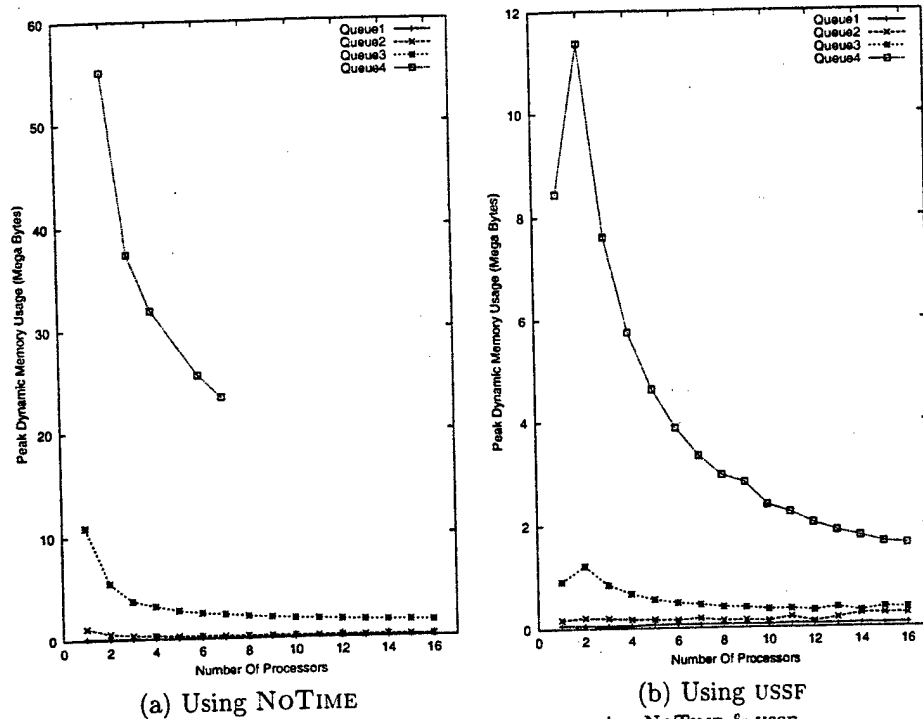 60
50
40
30
20
10
0
Peak Dynamic Memory Usage (Mega Bytes)
Queue1
Queue2
Queue3
Queue4
0 2 4 6 8 10 12 14 16
Number Of Processors
(a) Using NOTIME
12
10
8
6
4
2
0
Peak Dynamic Memory Usage (Mega Bytes)
Queue1
Queue2
Queue3
Queue4
0 2 4 6 8 10 12 14 16
Number Of Processors
(b) Using USSF
NOTIME &